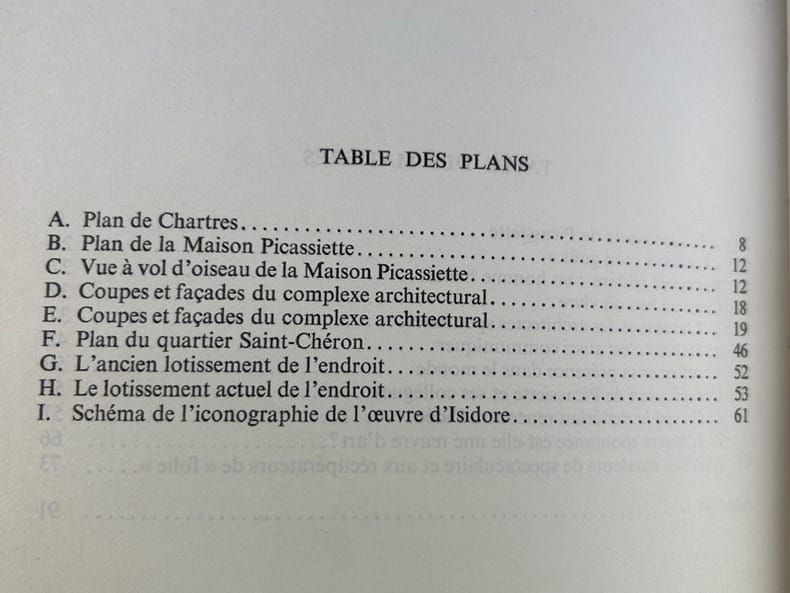 TABLE DES PLANS
A. Plan de Chartres........................................ 8
B. Plan de la Maison Picassiette........................................ 12
C. Vue à vol d'oiseau de la Maison Picassiette........................................ 12
D. Coupes et façades du complexe architectural........................................ 18
E. Coupes et façades du complexe architectural........................................ 19
F. Plan du quartier Saint-Chéron........................................ 46
G. L'ancien lotissement de l'endroit........................................ 52
H. Le lotissement actuel de l'endroit........................................ 53
I. Schéma de l'iconographie de l'œuvre d'Isidore........................................ 61